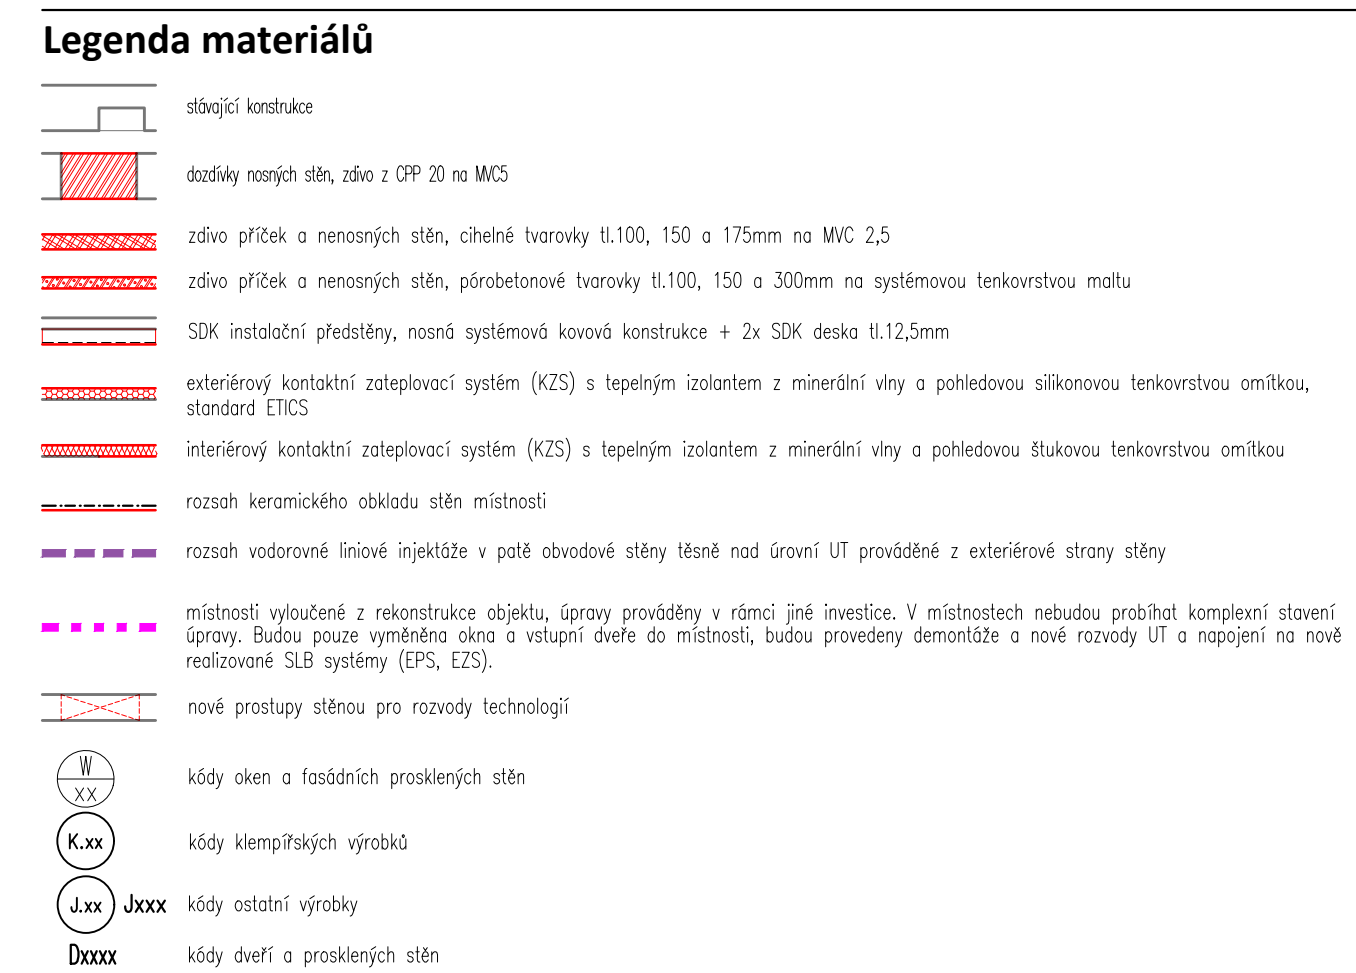 Legenda materiálů
stávající konstrukce
dozdívky nosných stěn, zdivo z CPP 20 na MVC5
zdivo příček a nenosných stěn, cihelné tvarovky tl.100, 150 a 175mm na MVC 2,5
zdivo příček a nenosných stěn, pórobetonové tvarovky tl.100, 150 a 300mm na systémovou tenkovrstvou maltu
SDK instalační předstěny, nosná systémová kovová konstrukce + 2x SDK deska tl.12,5mm
exteriérový kontaktní zateplovací systém (KZS) s tepelným izolantem z minerální vlny a pohledovou silikonovou tenkovrstvou omítkou,
standard ETICS
interiérový kontaktní zateplovací systém (KZS) s tepelným izolantem z minerální vlny a pohledovou štukovou tenkovrstvou omítkou
rozsah keramického obkladu stěn místnosti
rozsah vodorovné liniové injektáže v patě obvodové stěny těsně nad úrovní UT prováděné z exteriérové strany stěny
místnosti vyloučené z rekonstrukce objektu, úpravy prováděny v rámci jiné investice. V místnostech nebudou probíhat komplexní stavení
úpravy. Budou pouze vyměněna okna a vstupní dveře do místnosti, budou provedeny demontáže a nové rozvody UT a napojení na nově
realizované SLB systémy (EPS, EZS).
nové prostupy stěnou pro rozvody technologií
W
XX
kódy oken a fasádních prosklených stěn
K.xx
kódy klempířských výrobků
J.xx Jxxx kódy ostatní výrobky
Dxxxx kódy dveří a prosklených stěn